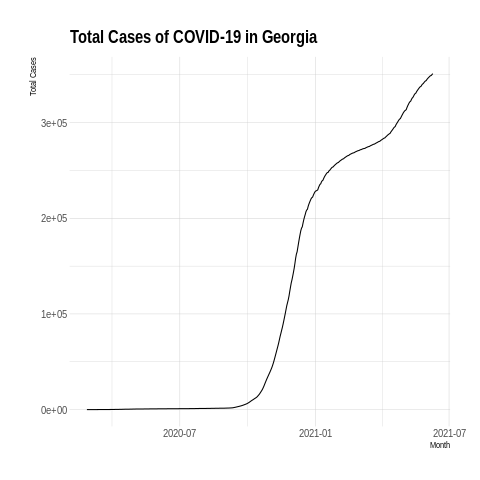 Total Cases of COVID-19 in Georgia
Total Cases
3e+05
2e+05
1e+05
0e+00
2020-07 2021-01 2021-07
Month